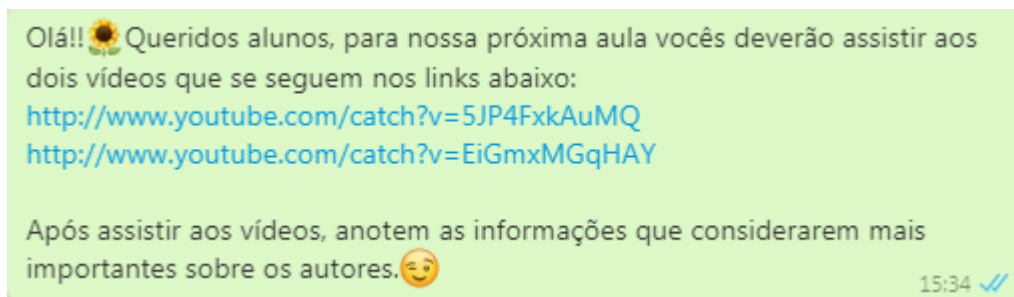 Olá!!🌻Queridos alunos, para nossa próxima aula vocês deverão assistir aos
dois vídeos que se seguem nos links abaixo:
http://www.youtube.com/catch?v=5JP4FxkAuMQ
http://www.youtube.com/catch?v=EiGmxMGqHAY
Após assistir aos vídeos, anotem as informações que considerarem mais
importantes sobre os autores.😉
15:34